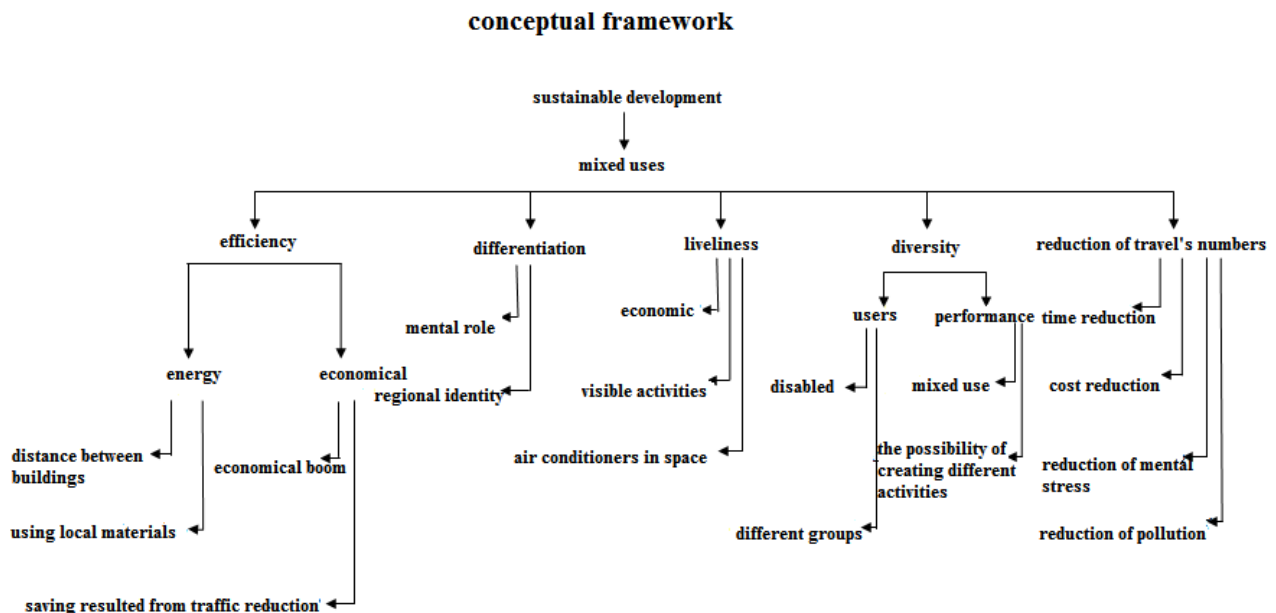 conceptual framework
sustainable development
mixed uses
efficiency
differentiation
liveliness
diversity
reduction of travel's numbers
energy
economical
distance between
buildings
using local materials
economical boom
saving resulted from traffic reduction
mental role
regional identity
economic
visible activities
air conditioners in space
users
performance
disabled
different groups
mixed use
the possibility of
creating different
activities
time reduction
cost reduction
reduction of mental
stress
reduction of pollution